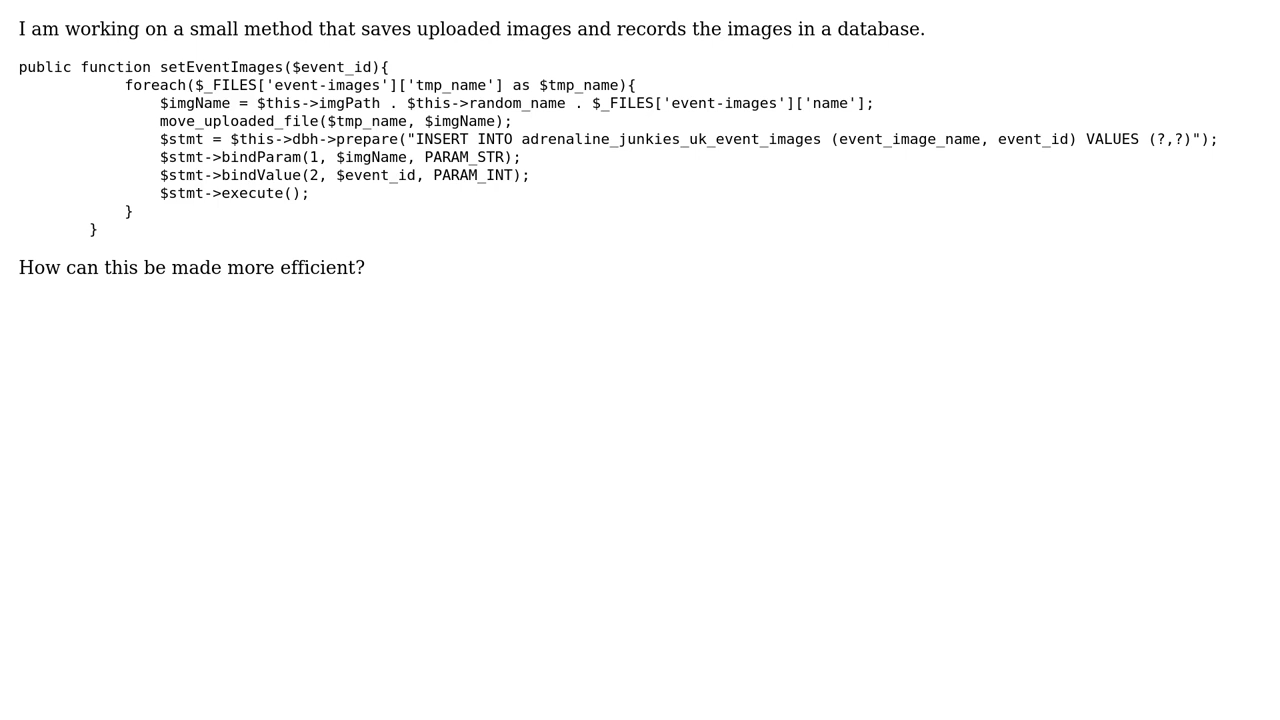 I am working on a small method that saves uploaded images and records the images in a database.
public function setEventImages($event_id){
            foreach($_FILES['event-images']['tmp_name'] as $tmp_name){
                $imgName = $this->imgPath . $this->random_name . $_FILES['event-images']['name'];
                move_uploaded_file($tmp_name, $imgName);
                $stmt = $this->dbh->prepare("INSERT INTO adrenaline_junkies_uk_event_images (event_image_name, event_id) VALUES (?,?)");
                $stmt->bindParam(1, $imgName, PARAM_STR);
                $stmt->bindValue(2, $event_id, PARAM_INT);
                $stmt->execute();
            }
        }
How can this be made more efficient?